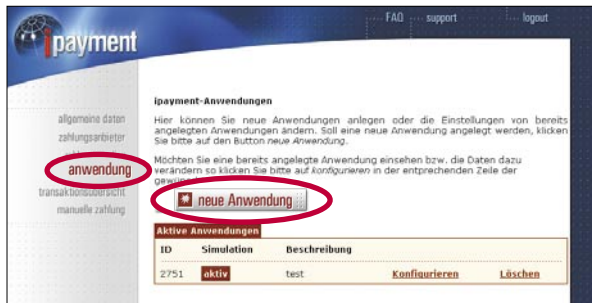 FAQ support logout
ipayment
ipayment-Anwendungen
Hier können Sie neue Anwendungen anlegen oder die Einstellungen von bereits
angelegten Anwendungen ändern. Soll eine neue Anwendung angelegt werden, klicken
Sie bitte auf den Button neue Anwendung.
Möchten Sie eine bereits angelegte Anwendung einsehen bzw. die Daten dazu
verändern so klicken Sie bitte auf konfigurieren in der entprechenden Zeile der
allgemeine daten
zahlungsanbieter
anwendung
transaktionsübersicht
manuelle zahlung
neue Anwendung
Aktive Anwendungen
ID Simulation Beschreibung
2751 aktiv test Konfigurieren Löschen